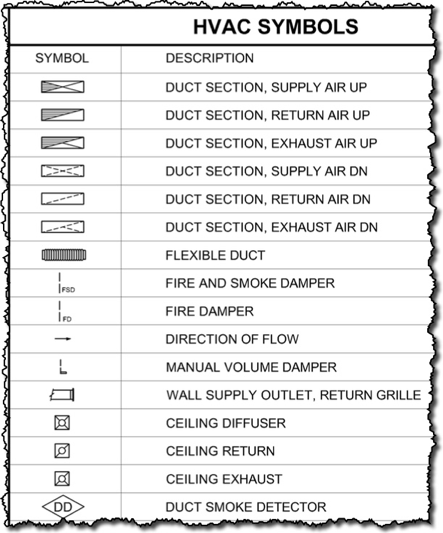 HVAC SYMBOLS
SYMBOL DESCRIPTION
DUCT SECTION, SUPPLY AIR UP
DUCT SECTION, RETURN AIR UP
DUCT SECTION, EXHAUST AIR UP
DUCT SECTION, SUPPLY AIR DN
DUCT SECTION, RETURN AIR DN
DUCT SECTION, EXHAUST AIR DN
FLEXIBLE DUCT
FSD FIRE AND SMOKE DAMPER
FD FIRE DAMPER
DIRECTION OF FLOW
MANUAL VOLUME DAMPER
WALL SUPPLY OUTLET, RETURN GRILLE
CEILING DIFFUSER
CEILING RETURN
CEILING EXHAUST
DD DUCT SMOKE DETECTOR